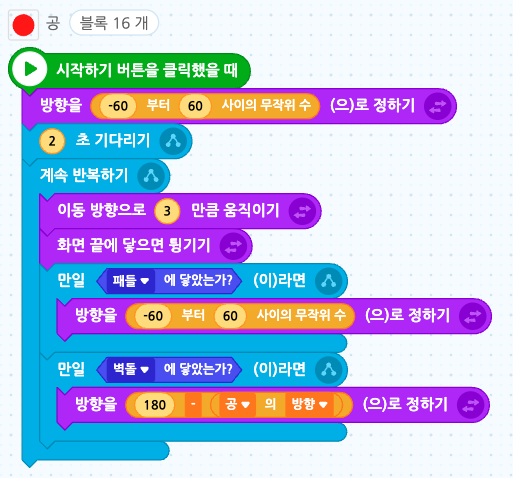 공 블록 16 개
시작하기 버튼을 클릭했을 때
방향을 -60 부터 60 사이의 무작위 수 (으)로 정하기
2 초 기다리기
계속 반복하기
이동 방향으로 3 만큼 움직이기
화면 끝에 닿으면 튕기기
만일 패들 에 닿았는가? (이)라면
방향을 -60 부터 60 사이의 무작위 수 (으)로 정하기
만일 벽돌 에 닿았는가? (이)라면
방향을 180 - 공 의 방향 (으)로 정하기